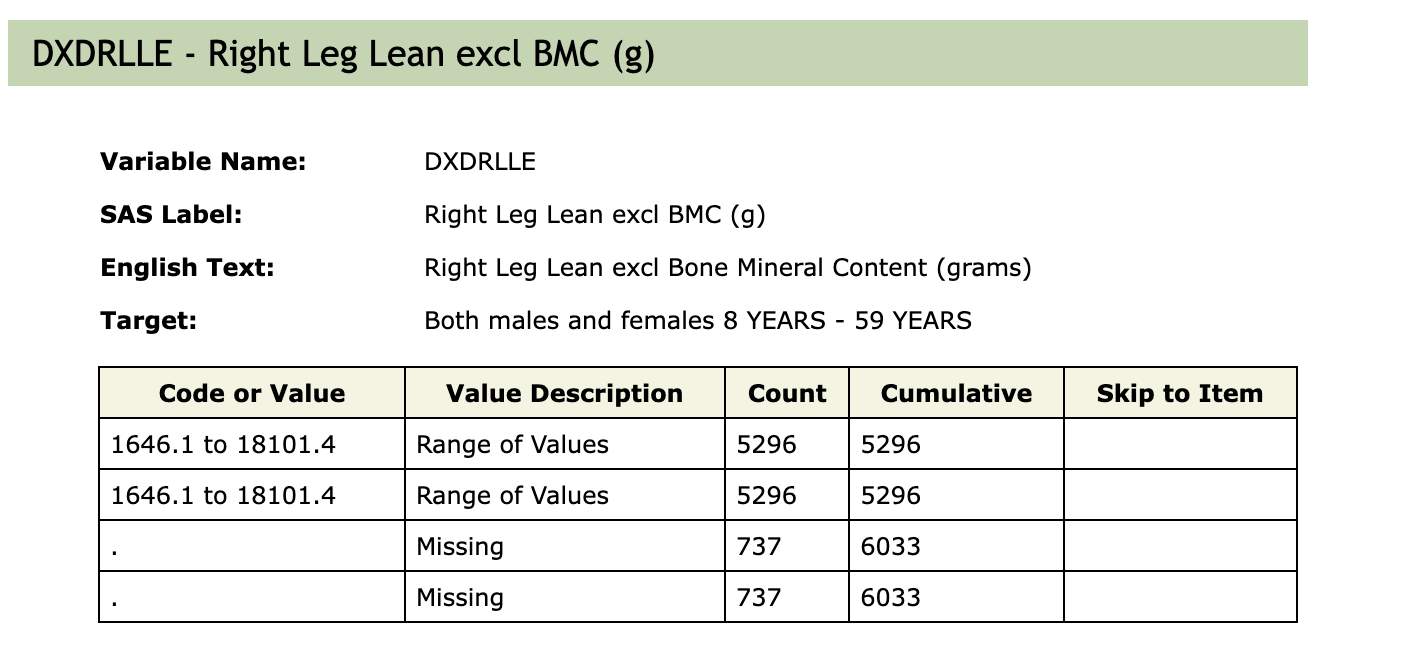 DXDRLLE - Right Leg Lean excl BMC (g)
Variable Name: DXDRLLE
SAS Label: Right Leg Lean excl BMC (g)
English Text: Right Leg Lean excl Bone Mineral Content (grams)
Target: Both males and females 8 YEARS - 59 YEARS
Code or Value Value Description Count Cumulative Skip to Item
1646.1 to 18101.4 Range of Values 5296 5296
1646.1 to 18101.4 Range of Values 5296 5296
. Missing 737 6033
. Missing 737 6033